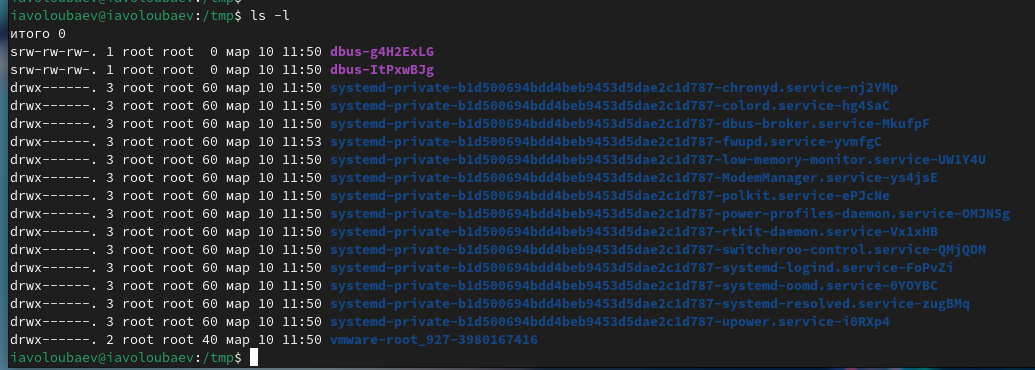 iavoloubaev@iavoloubaev:/tmp$ ls -l
итого 0
srw-rw-rw-. 1 root root  0 мар 10 11:50 dbus-g4H2ExLG
srw-rw-rw-. 1 root root  0 мар 10 11:50 dbus-ItPxwBJg
drwx------. 3 root root 60 мар 10 11:50 systemd-private-b1d500694bdd4beb9453d5dae2c1d787-chronyd.service-nj2YMp
drwx------. 3 root root 60 мар 10 11:50 systemd-private-b1d500694bdd4beb9453d5dae2c1d787-colord.service-hg4SaC
drwx------. 3 root root 60 мар 10 11:50 systemd-private-b1d500694bdd4beb9453d5dae2c1d787-dbus-broker.service-MkufpF
drwx------. 3 root root 60 мар 10 11:53 systemd-private-b1d500694bdd4beb9453d5dae2c1d787-fwupd.service-yvmfgC
drwx------. 3 root root 60 мар 10 11:50 systemd-private-b1d500694bdd4beb9453d5dae2c1d787-low-memory-monitor.service-UW1Y4U
drwx------. 3 root root 60 мар 10 11:50 systemd-private-b1d500694bdd4beb9453d5dae2c1d787-ModemManager.service-ys4jsE
drwx------. 3 root root 60 мар 10 11:50 systemd-private-b1d500694bdd4beb9453d5dae2c1d787-polkit.service-ePJcNe
drwx------. 3 root root 60 мар 10 11:50 systemd-private-b1d500694bdd4beb9453d5dae2c1d787-power-profiles-daemon.service-OMJNSg
drwx------. 3 root root 60 мар 10 11:50 systemd-private-b1d500694bdd4beb9453d5dae2c1d787-rtkit-daemon.service-Vx1xHB
drwx------. 3 root root 60 мар 10 11:50 systemd-private-b1d500694bdd4beb9453d5dae2c1d787-switcheroo-control.service-QMjQDM
drwx------. 3 root root 60 мар 10 11:50 systemd-private-b1d500694bdd4beb9453d5dae2c1d787-systemd-logind.service-FoPvZi
drwx------. 3 root root 60 мар 10 11:50 systemd-private-b1d500694bdd4beb9453d5dae2c1d787-systemd-oomd.service-0YOYBC
drwx------. 3 root root 60 мар 10 11:50 systemd-private-b1d500694bdd4beb9453d5dae2c1d787-systemd-resolved.service-zugBMq
drwx------. 3 root root 60 мар 10 11:50 systemd-private-b1d500694bdd4beb9453d5dae2c1d787-upower.service-i0RXp4
drwx------. 2 root root 40 мар 10 11:50 vmware-root_927-3980167416
iavoloubaev@iavoloubaev:/tmp$